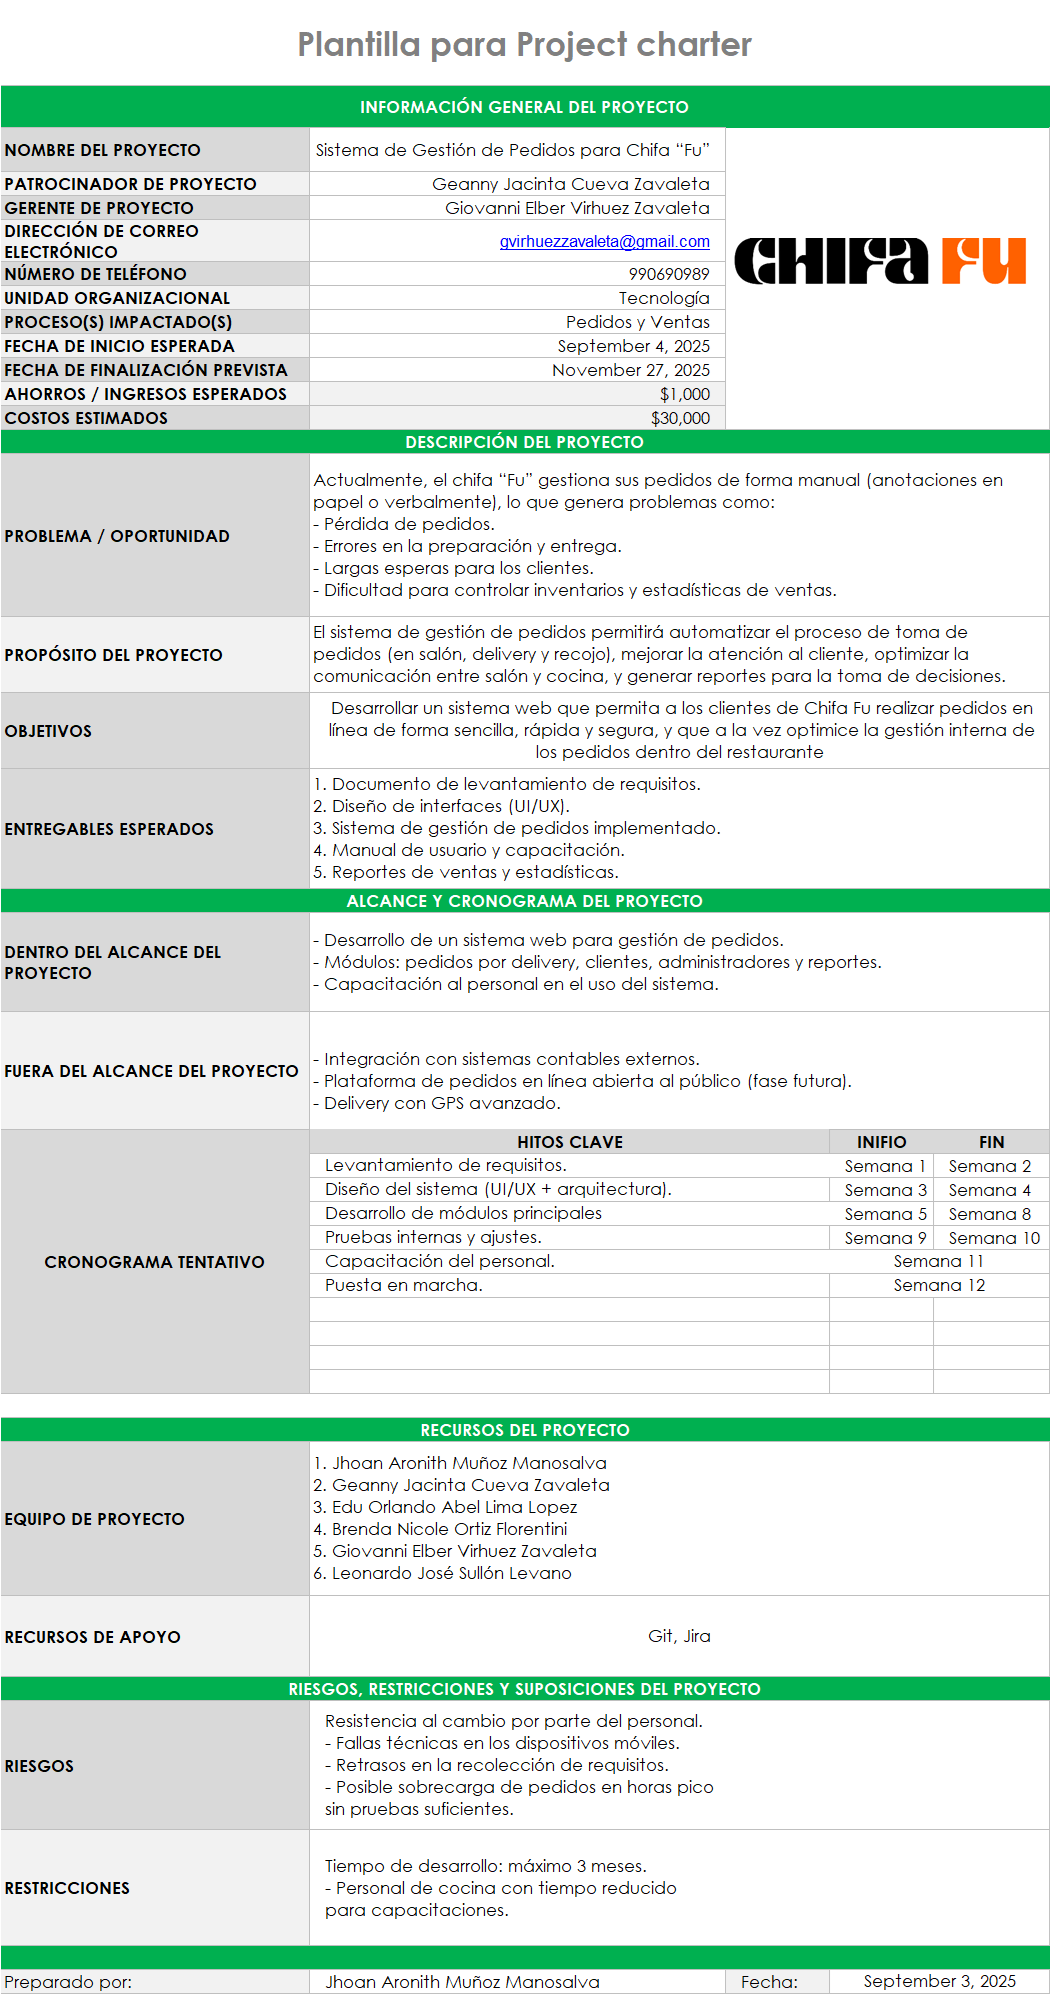 Plantilla para Project charter
INFORMACIÓN GENERAL DEL PROYECTO
NOMBRE DEL PROYECTO Sistema de Gestión de Pedidos para Chifa “Fu”
PATROCINADOR DE PROYECTO Geanny Jacinta Cueva Zavaleta
GERENTE DE PROYECTO Giovanni Elber Virhuez Zavaleta
DIRECCIÓN DE CORREO
ELECTRÓNICO gvirhuezzavaleta@gmail.com
CHIFA FU
NÚMERO DE TELÉFONO 990690989
UNIDAD ORGANIZACIONAL Tecnología
PROCESO(S) IMPACTADO(S) Pedidos y Ventas
FECHA DE INICIO ESPERADA September 4, 2025
FECHA DE FINALIZACIÓN PREVISTA November 27, 2025
AHORROS / INGRESOS ESPERADOS $1,000
COSTOS ESTIMADOS $30,000
DESCRIPCIÓN DEL PROYECTO
PROBLEMA / OPORTUNIDAD
Actualmente, el chifa “Fu” gestiona sus pedidos de forma manual (anotaciones en
papel o verbalmente), lo que genera problemas como:
- Pérdida de pedidos.
- Errores en la preparación y entrega.
- Largas esperas para los clientes.
- Dificultad para controlar inventarios y estadísticas de ventas.
PROPÓSITO DEL PROYECTO
El sistema de gestión de pedidos permitirá automatizar el proceso de toma de
pedidos (en salón, delivery y recojo), mejorar la atención al cliente, optimizar la
comunicación entre salón y cocina, y generar reportes para la toma de decisiones.
OBJETIVOS
Desarrollar un sistema web que permita a los clientes de Chifa Fu realizar pedidos en
línea de forma sencilla, rápida y segura, y que a la vez optimice la gestión interna de
los pedidos dentro del restaurante
ENTREGABLES ESPERADOS
1. Documento de levantamiento de requisitos.
2. Diseño de interfaces (UI/UX).
3. Sistema de gestión de pedidos implementado.
4. Manual de usuario y capacitación.
5. Reportes de ventas y estadísticas.
ALCANCE Y CRONOGRAMA DEL PROYECTO
DENTRO DEL ALCANCE DEL
PROYECTO
- Desarrollo de un sistema web para gestión de pedidos.
- Módulos: pedidos por delivery, clientes, administradores y reportes.
- Capacitación al personal en el uso del sistema.
FUERA DEL ALCANCE DEL PROYECTO
- Integración con sistemas contables externos.
- Plataforma de pedidos en línea abierta al público (fase futura).
- Delivery con GPS avanzado.
CRONOGRAMA TENTATIVO
HITOS CLAVE INIFIO FIN
Levantamiento de requisitos. Semana 1 Semana 2
Diseño del sistema (UI/UX + arquitectura). Semana 3 Semana 4
Desarrollo de módulos principales Semana 5 Semana 8
Pruebas internas y ajustes. Semana 9 Semana 10
Capacitación del personal. Semana 11
Puesta en marcha. Semana 12
RECURSOS DEL PROYECTO
EQUIPO DE PROYECTO
1. Jhoan Aronith Muñoz Manosalva
2. Geanny Jacinta Cueva Zavaleta
3. Edu Orlando Abel Lima Lopez
4. Brenda Nicole Ortiz Florentini
5. Giovanni Elber Virhuez Zavaleta
6. Leonardo José Sullón Levano
RECURSOS DE APOYO Git, Jira
RIESGOS, RESTRICCIONES Y SUPOSICIONES DEL PROYECTO
RIESGOS
Resistencia al cambio por parte del personal.
- Fallas técnicas en los dispositivos móviles.
- Retrasos en la recolección de requisitos.
- Posible sobrecarga de pedidos en horas pico
sin pruebas suficientes.
RESTRICCIONES
Tiempo de desarrollo: máximo 3 meses.
- Personal de cocina con tiempo reducido
para capacitaciones.
Preparado por: Jhoan Aronith Muñoz Manosalva Fecha: September 3, 2025